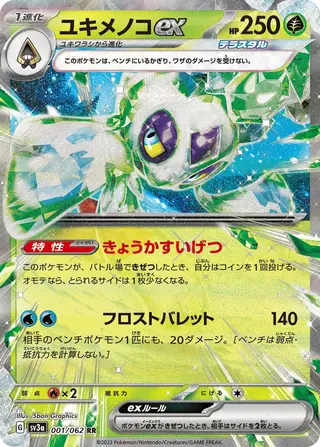 1進化
ユキメノコex
HP250
ユキワラシから進化
テラスタル
このポケモンは、ベンチにいるかぎり、ワザのダメージを受けない。
特性
きょうかすいげつ
このポケモンが、バトル場できぜつしたとき、自分はコインを1回投げる。
オモテなら、とられるサイドは1枚少なくなる。
フロストバレット 140
相手のベンチポケモン1匹にも、20ダメージ。[ベンチは弱点・
抵抗力を計算しない。]
弱点 ×2 抵抗力 にげる
Illus. 5ban Graphics
G sv3a 001/062 RR
exルール
ポケモンexがきぜつしたとき、相手はサイドを2枚とる。
©2023 Pokémon/Nintendo/Creatures/GAME FREAK.